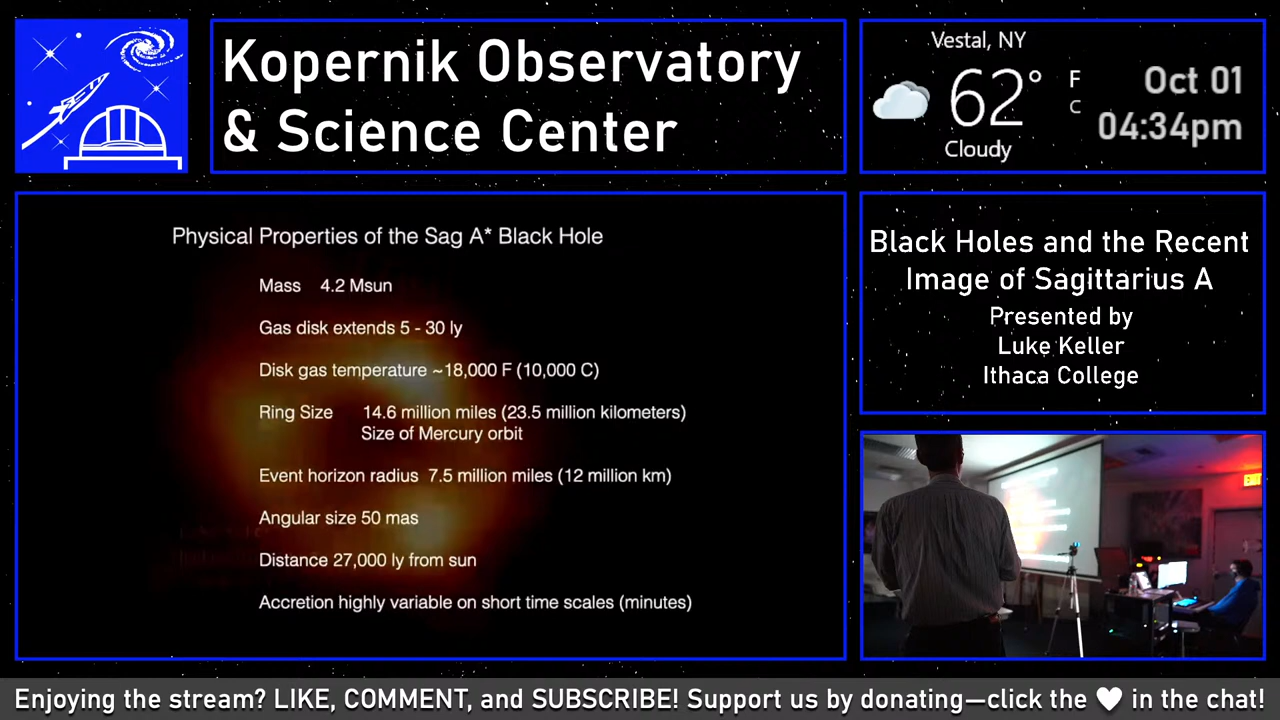 Kopernik Observatory
& Science Center
Vestal, NY
62°
F
C
Cloudy
Oct 01
04:34pm
Physical Properties of the Sag A* Black Hole
Mass 4.2 Msun
Gas disk extends 5 - 30 ly
Disk gas temperature ~18,000 F (10,000 C)
Ring Size 14.6 million miles (23.5 million kilometers)
Size of Mercury orbit
Event horizon radius 7.5 million miles (12 million km)
Angular size 50 mas
Distance 27,000 ly from sun
Accretion highly variable on short time scales (minutes)
Black Holes and the Recent
Image of Sagittarius A
Presented by
Luke Keller
Ithaca College
Enjoying the stream? LIKE, COMMENT, and SUBSCRIBE! Support us by donating—click the ♥ in the chat!